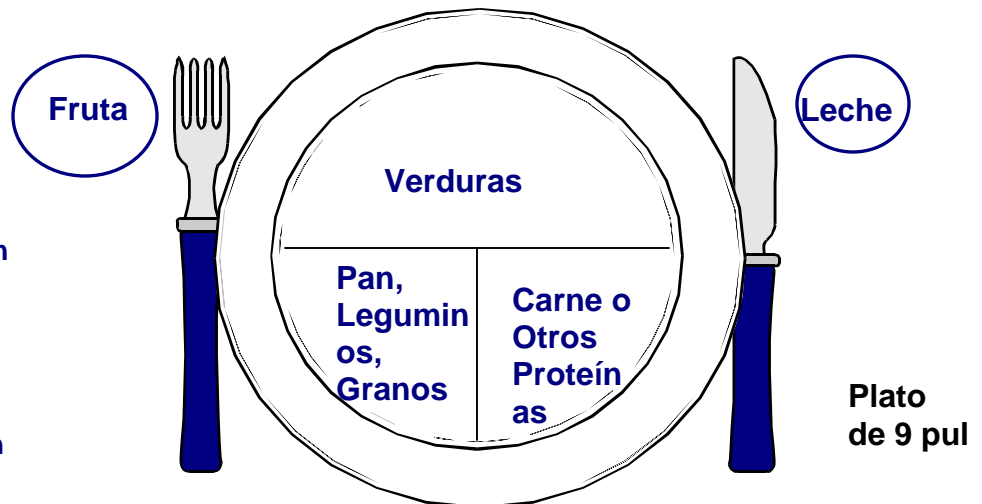 Fruta
Leche
Verduras
Pan,
Legumin
os,
Granos
Carne o
Otros
Proteín
as
Plato
de 9 pul